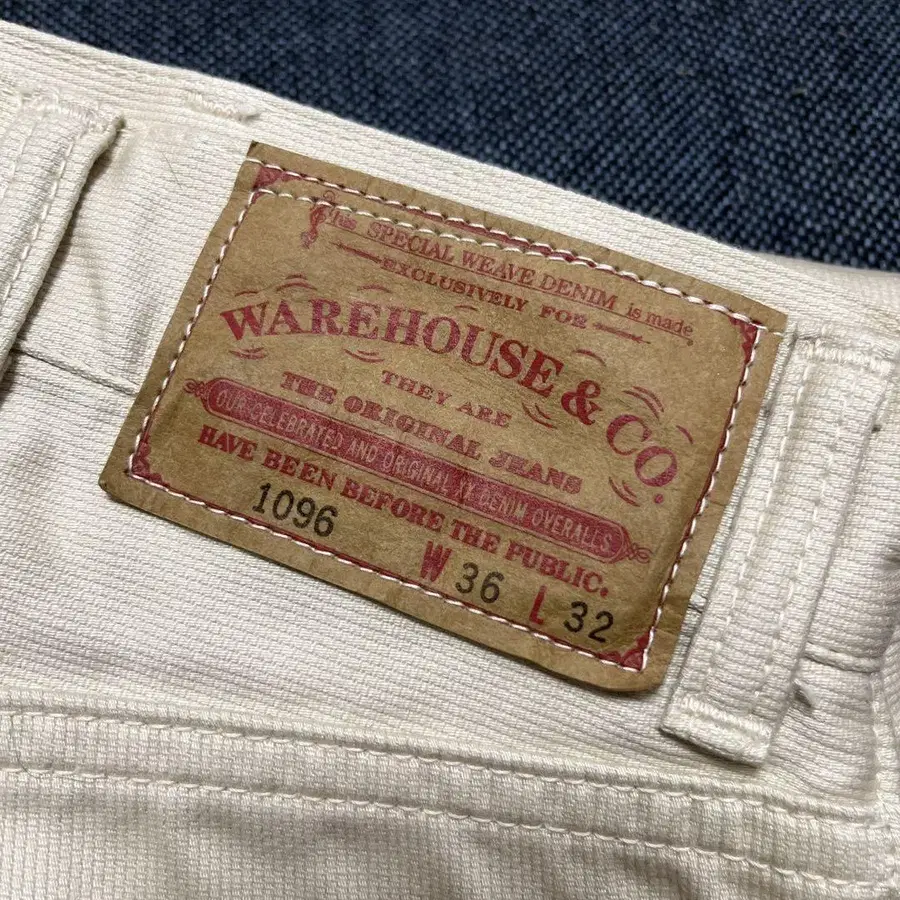 This SPECIAL WEAVE DENIM is made
EXCLUSIVELY FOR
WAREHOUSE & CO.
THEY ARE
THE ORIGINAL JEANS
OUR CELEBRATED AND ORIGINAL XX DENIM OVERALLS
HAVE BEEN BEFORE THE PUBLIC.
1096
W 36 L 32